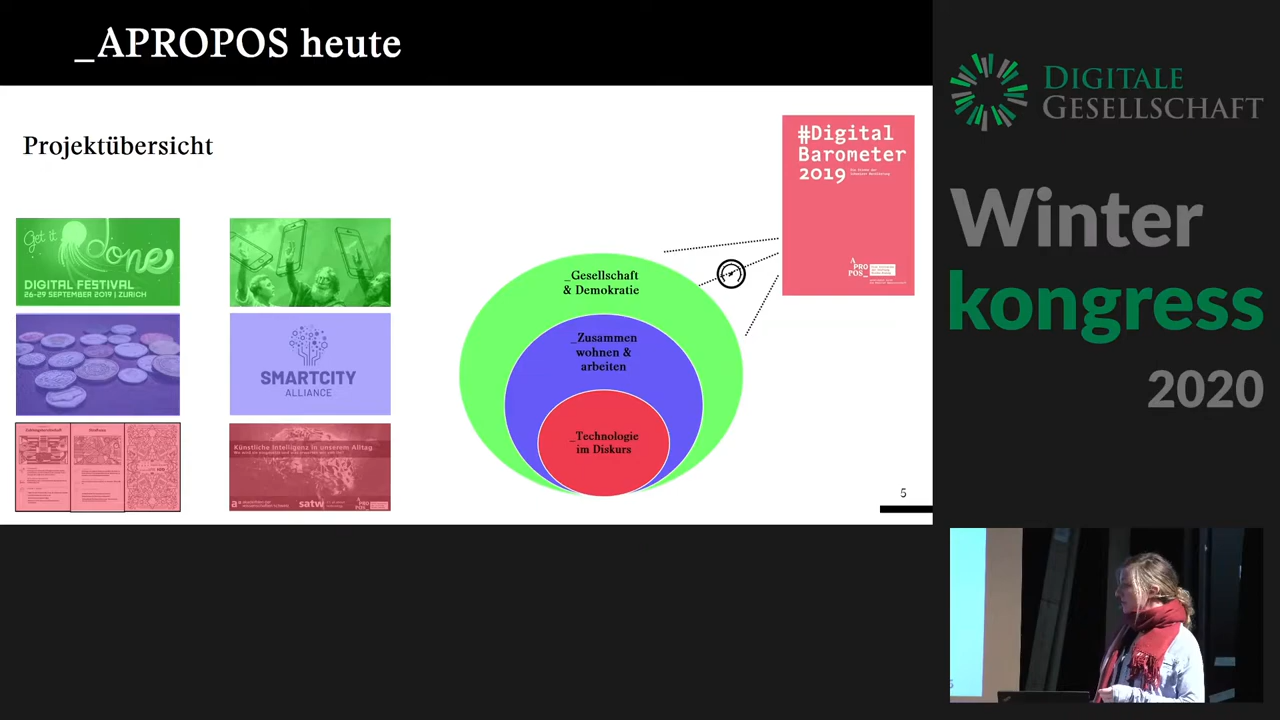 _APROPOS heute
Projektübersicht
Get it done
DIGITAL FESTIVAL
26-29 SEPTEMBER 2019 | ZURICH
SMARTCITY
ALLIANCE
Künstliche Intelligenz in unserem Alltag.
satw
_Gesellschaft
& Demokratie
_Zusammen
wohnen &
arbeiten
_Technologie
im Diskurs
#Digital
Barometer
2019
A
PRO
POS_
5
DIGITALE
GESELLSCHAFT
Winter
kongress
2020